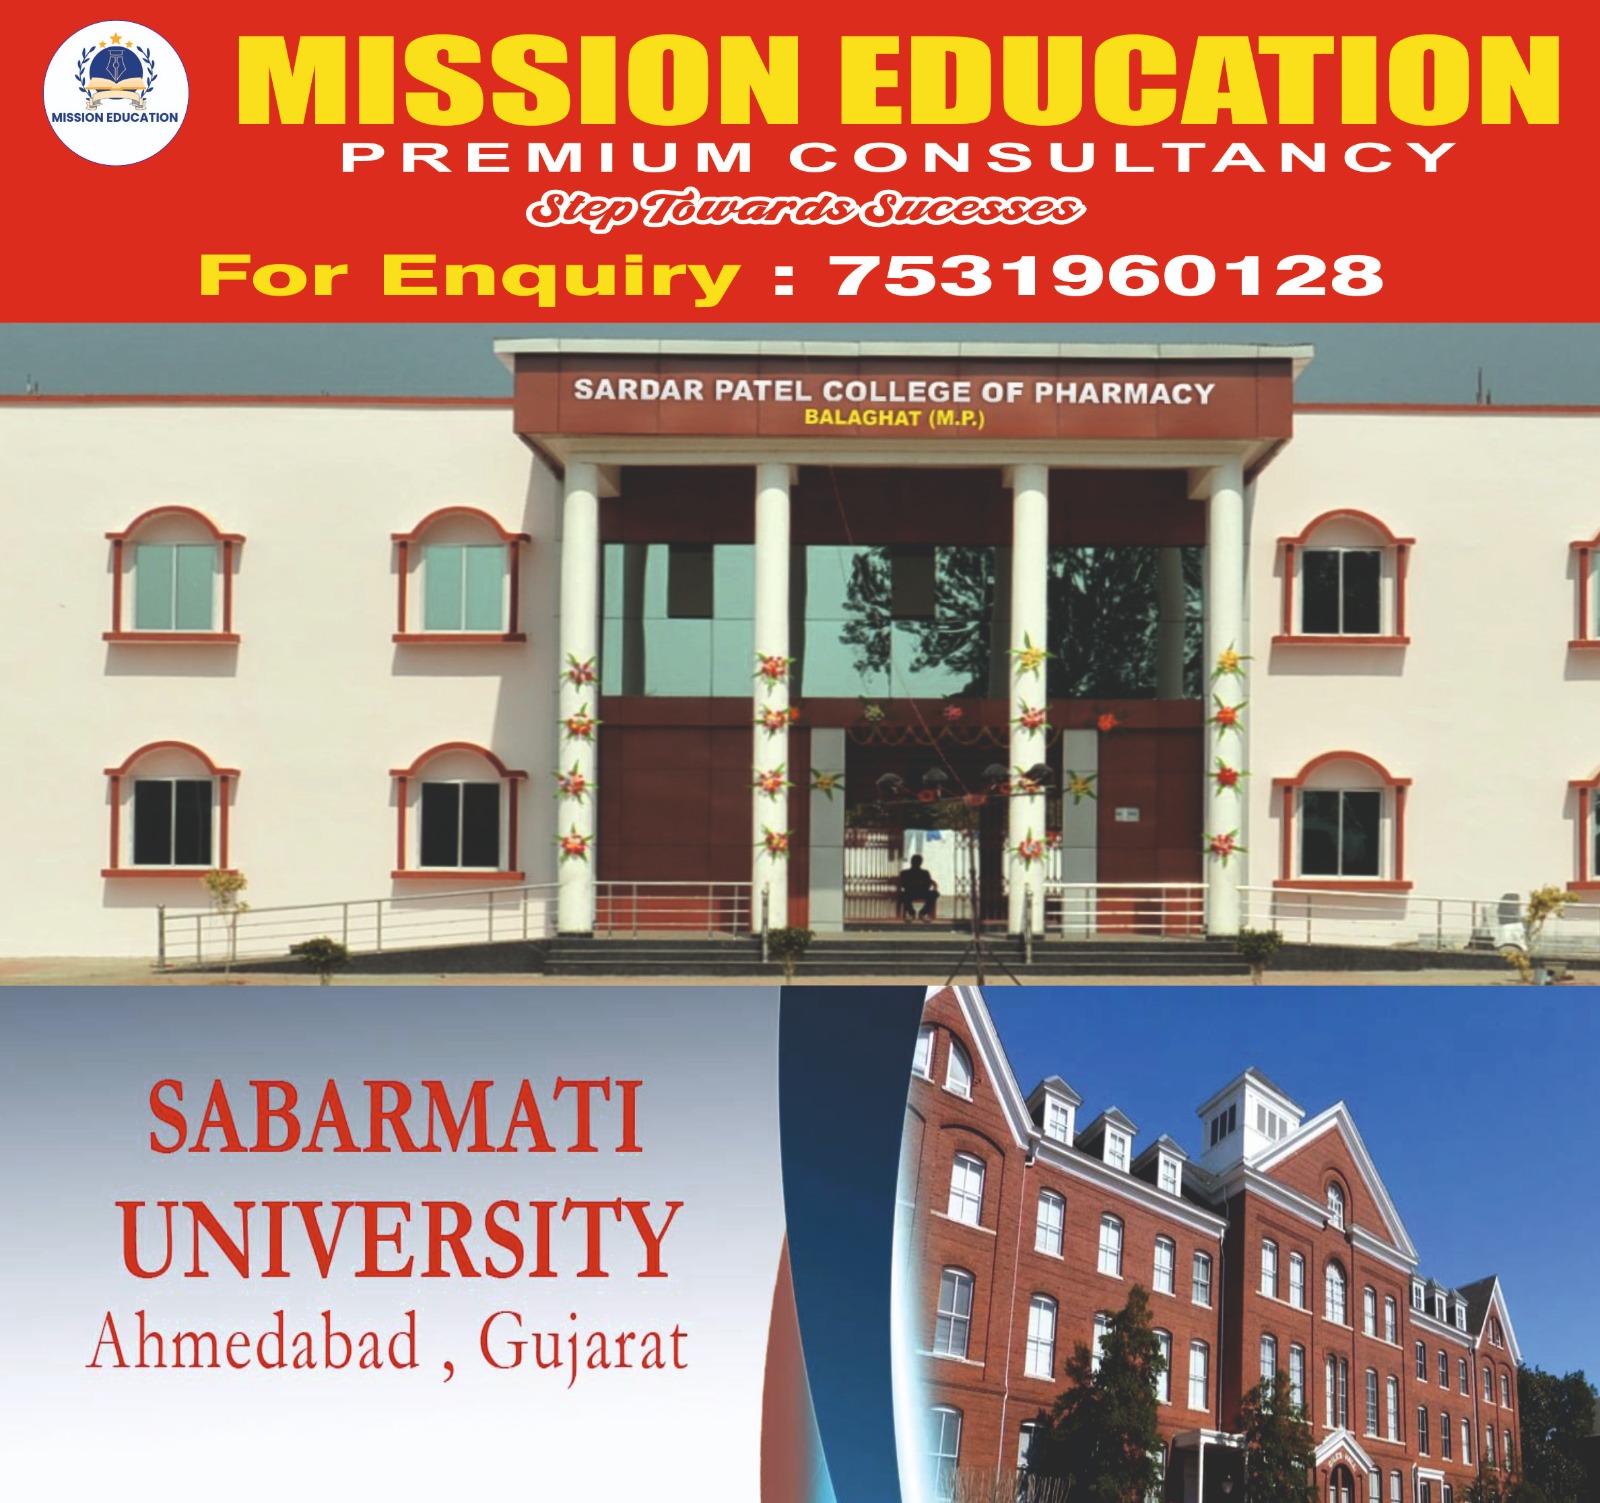 MISSION EDUCATION
MISSION EDUCATION
PREMIUM CONSULTANCY
Step Towards Sucesses
For Enquiry : 7531960128
SARDAR PATEL COLLEGE OF PHARMACY
BALAGHAT (M.P.)
SABARMATI
UNIVERSITY
Ahmedabad , Gujarat